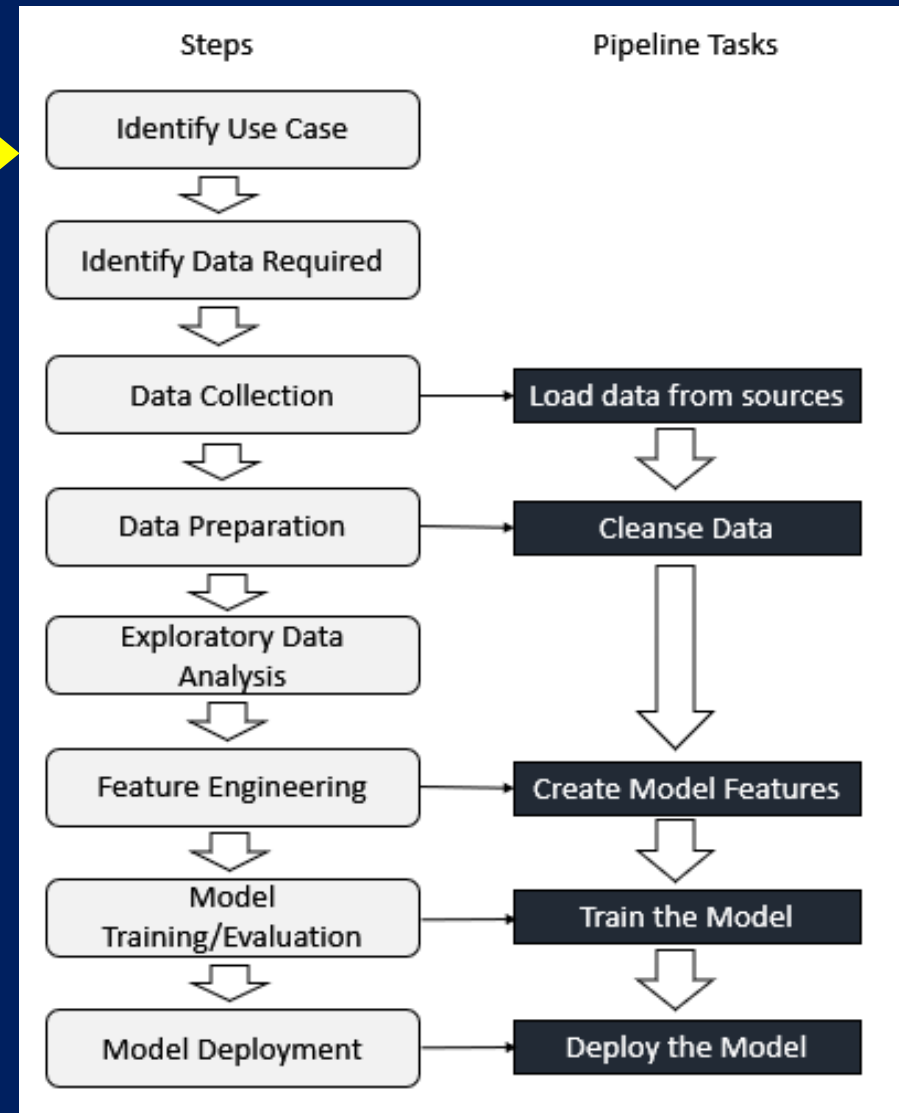 Steps
Pipeline Tasks
Identify Use Case
Identify Data Required
Data Collection
Load data from sources
Data Preparation
Cleanse Data
Exploratory Data
Analysis
Feature Engineering
Create Model Features
Model
Training/Evaluation
Train the Model
Model Deployment
Deploy the Model